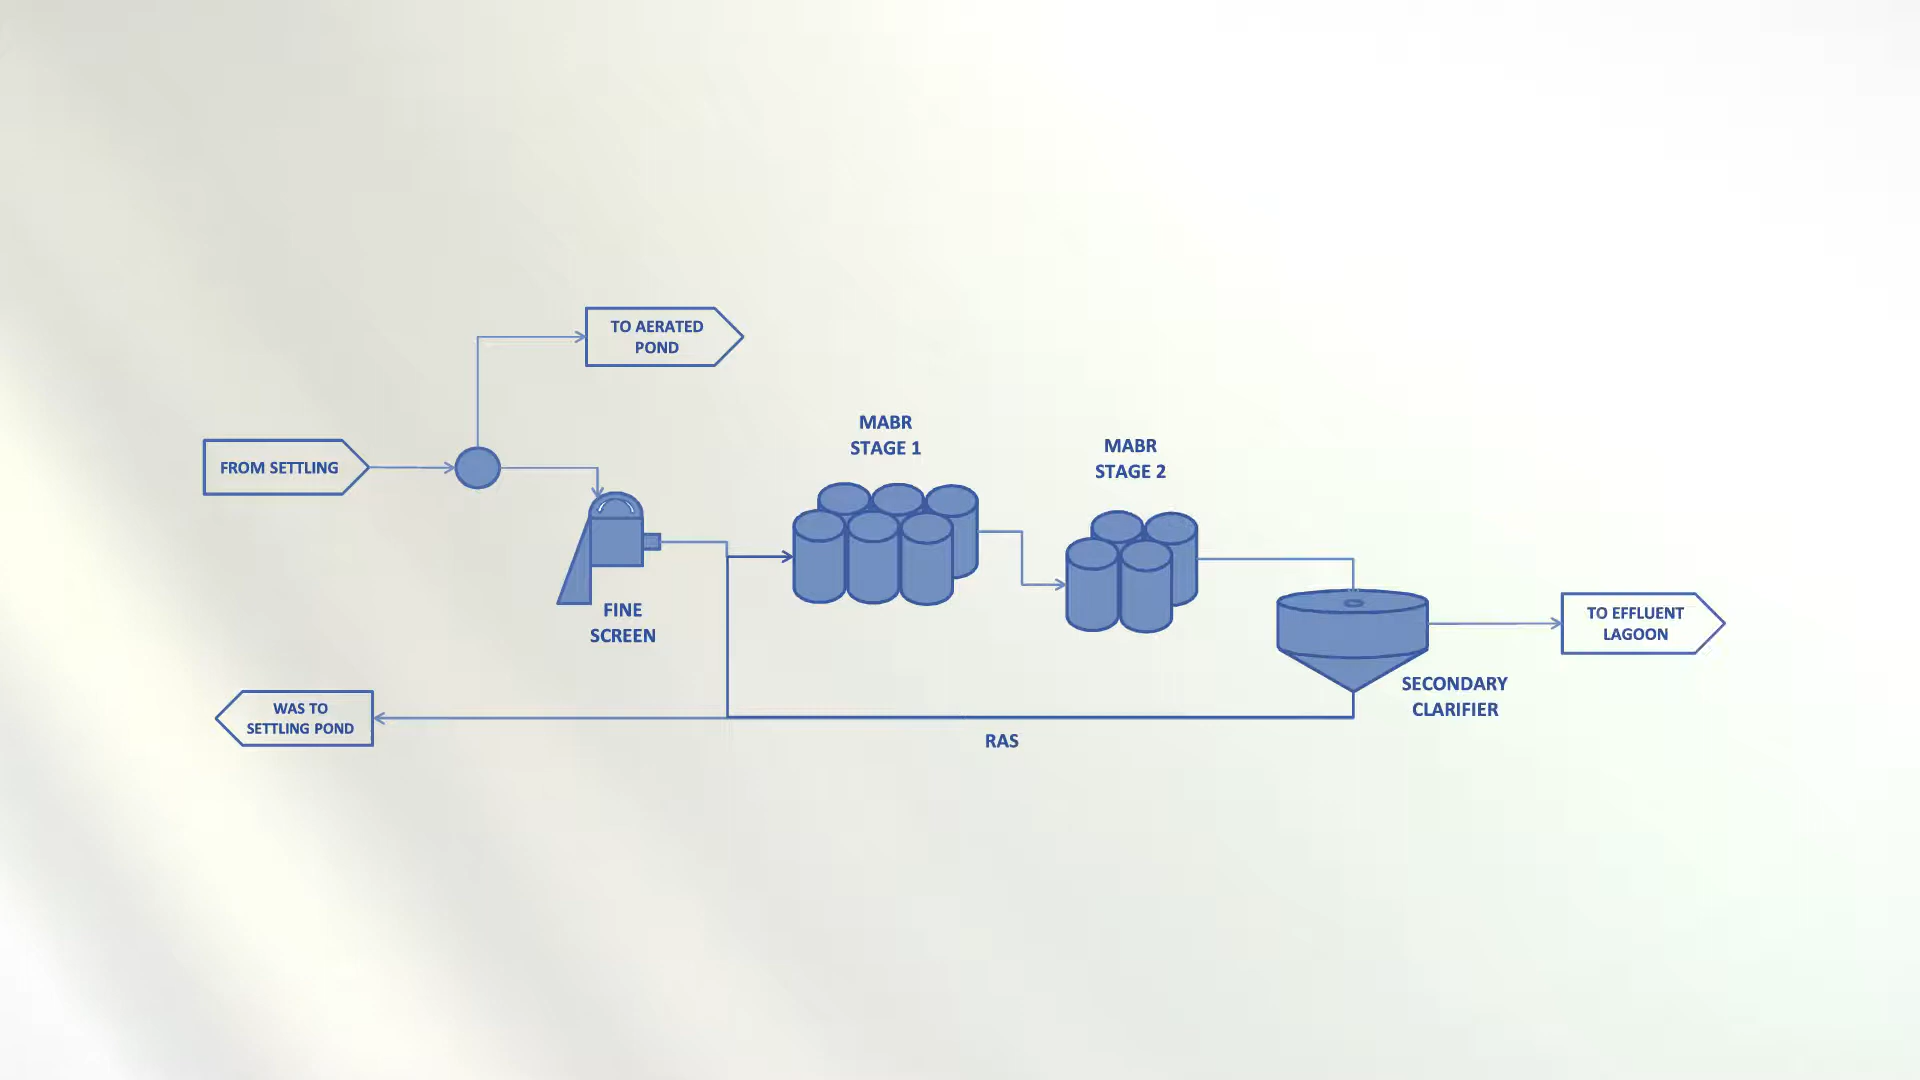 TO AERATED
POND
MABR
STAGE 1
MABR
STAGE 2
FROM SETTLING
FINE
SCREEN
TO EFFLUENT
LAGOON
SECONDARY
CLARIFIER
WAS TO
SETTLING POND
RAS